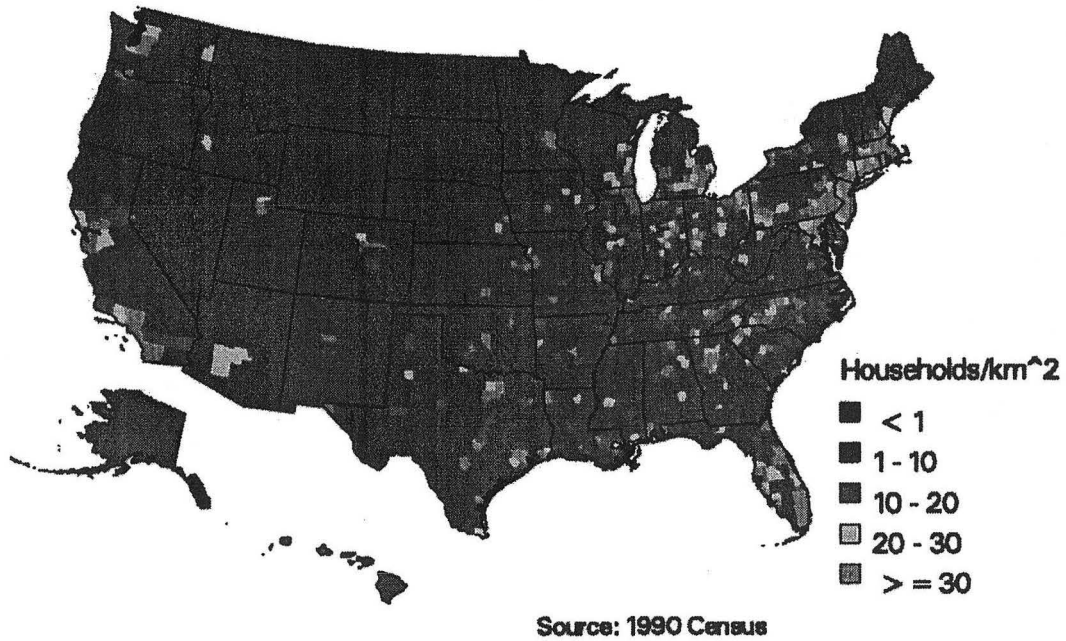 Households/km^2
< 1
1 - 10
10 - 20
20 - 30
> = 30
Source: 1990 Census